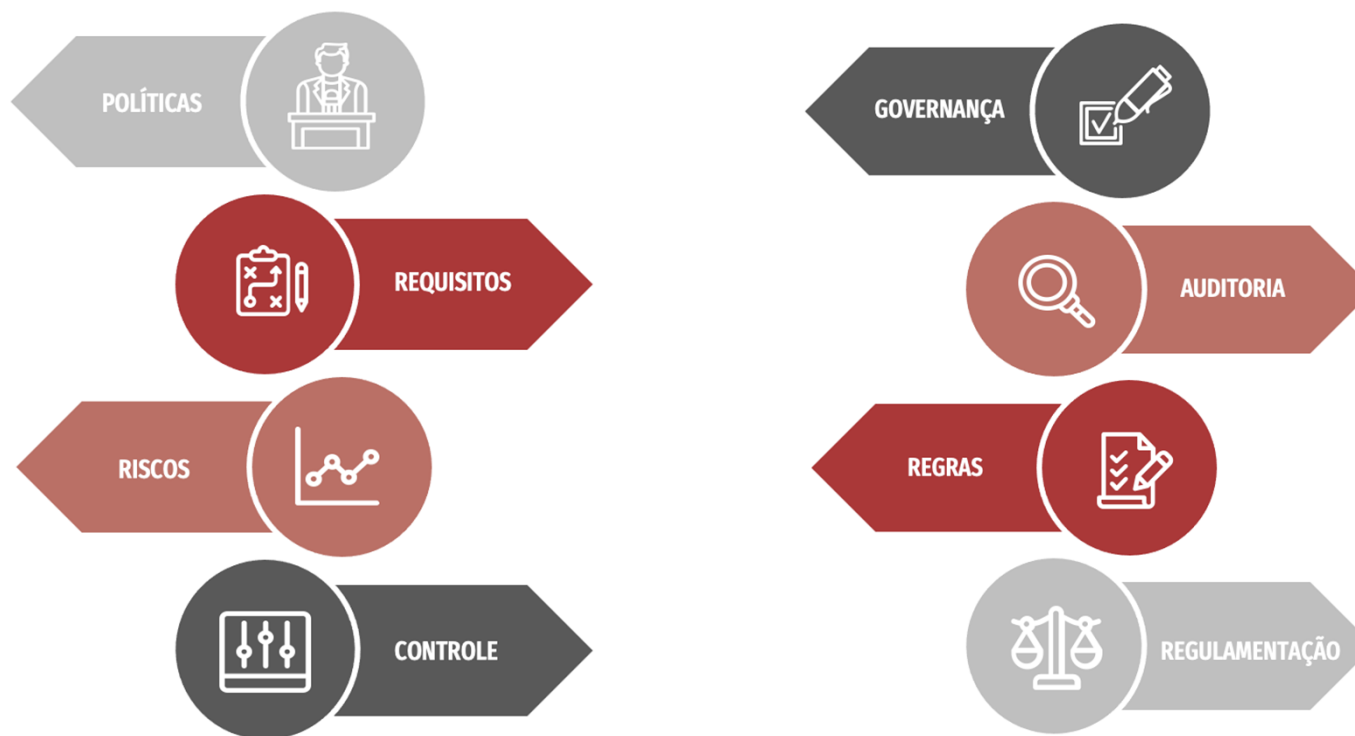 POLÍTICAS
REQUISITOS
RISCOS
CONTROLE
GOVERNANÇA
AUDITORIA
REGRAS
REGULAMENTAÇÃO